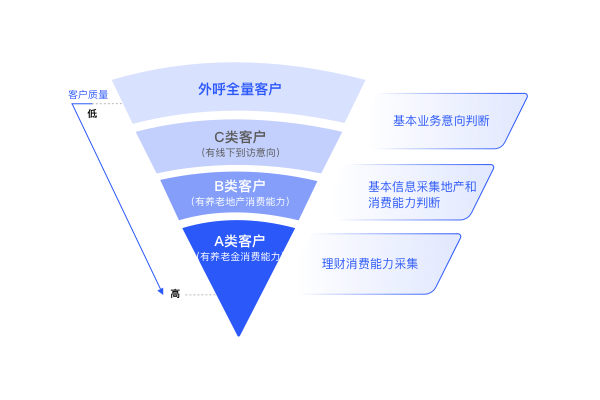 外呼全量客户
客户质量
低
C类客户
（有线下到访意向）
基本业务意向判断
B类客户
（有养老地产消费能力）
基本信息采集地产和
消费能力判断
A类客户
（有养老金消费能力
理财消费能力采集
高